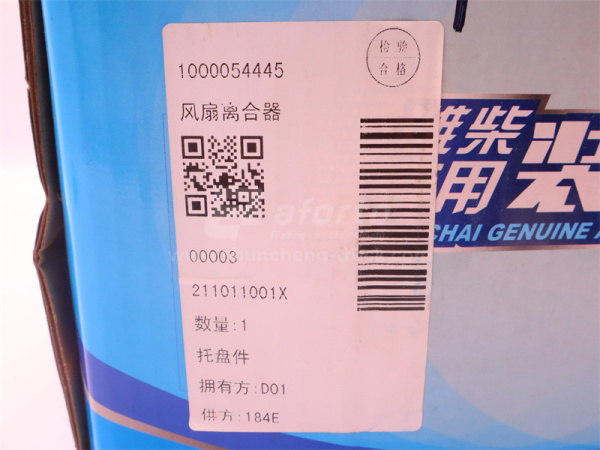 1000054445
检验
合格
风扇离合器
00003
211011001X
数量:1
托盘件
拥有方:D01
供方:184E
潍柴
用
CHAI GENUINE